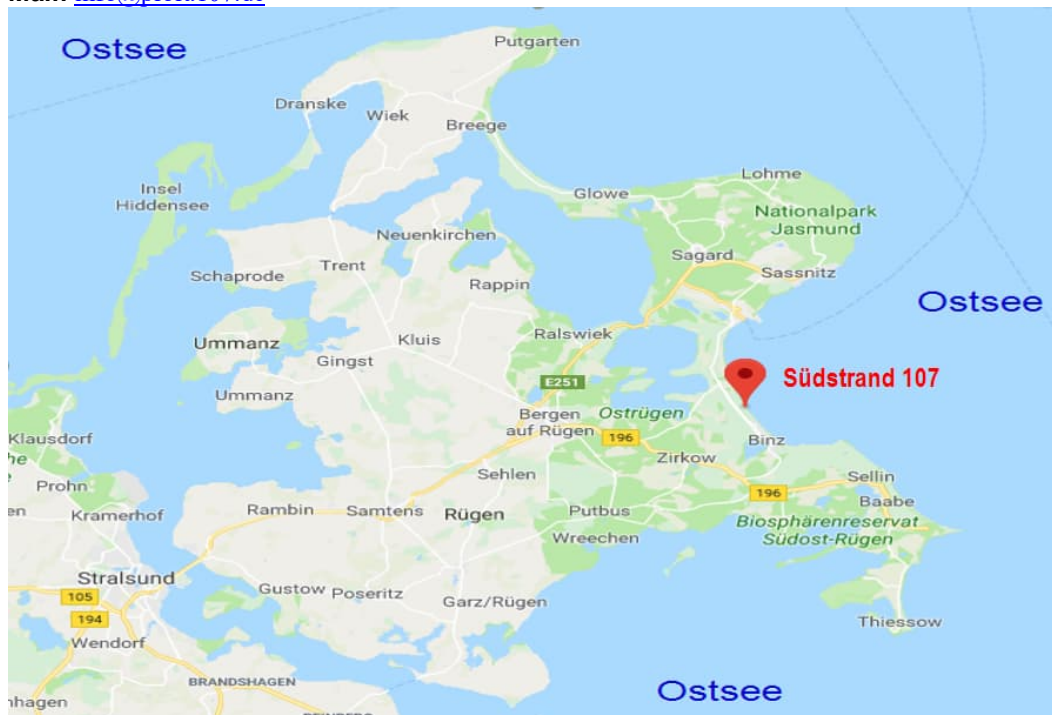 Ostsee
Putgarten
Dranske
Wiek
Breege
Lohme
Insel
Hiddensee
Glowe
Nationalpark
Jasmund
Neuenkirchen
Sagard
Schaprode
Trent
Sassnitz
Rappin
Ostsee
Ralswiek
Ummanz
Kluis
Gingst
Südstrand 107
E251
Ummanz
Bergen
auf Rügen
Ostrügen
196
Klausdorf
Binz
Zirkow
Sehlen
Sellin
Prohn
196
Baabe
Kramerhof
Rambin
Samtens
Rügen
Putbus
Biosphärenreservat
Südost-Rügen
Wreechen
Stralsund
Gustow
Poseritz
105
Garz/Rügen
194
Thiessow
Wendorf
BRANDSHAGEN
Ostsee